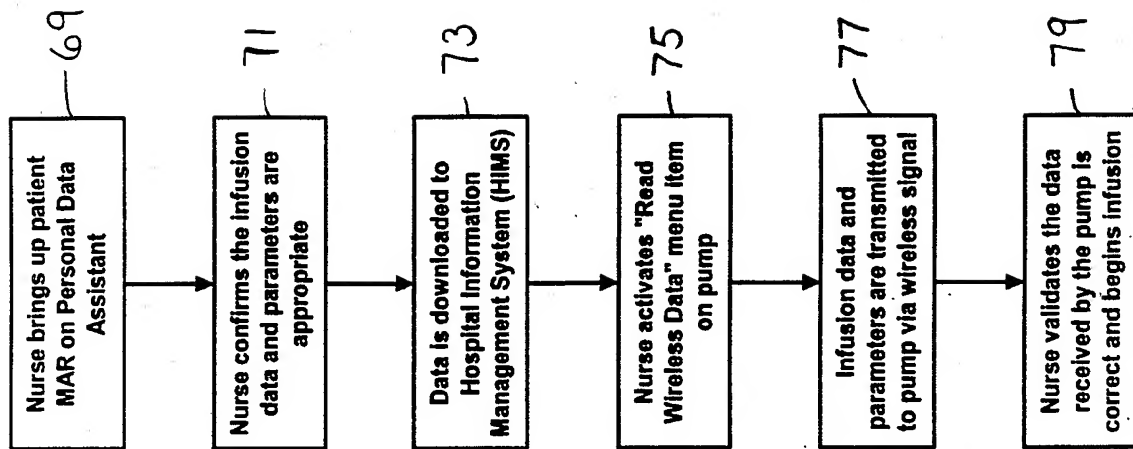 Nurse brings up patient
MAR on Personal Data
Assistant
69
Nurse confirms the infusion
data and parameters are
appropriate
71
Data is downloaded to
Hospital Information
Management System (HIMS)
73
Nurse activates "Read
Wireless Data" menu item
on pump
75
Infusion data and
parameters are transmitted
to pump via wireless signal
77
Nurse validates the data
received by the pump is
correct and begins infusion
79